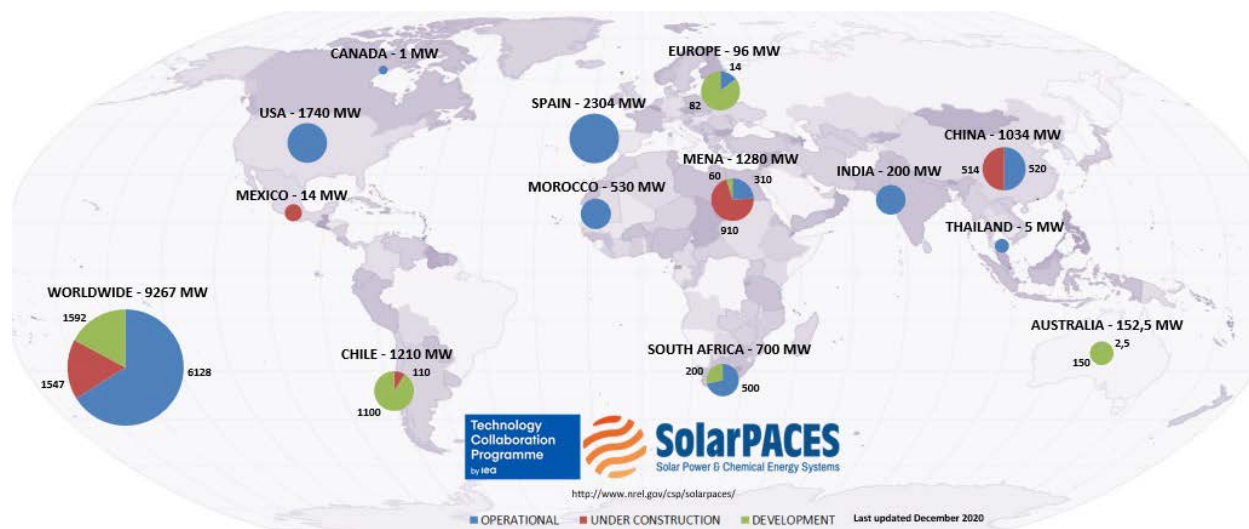 CANADA - 1 MW
EUROPE - 96 MW
14
82
USA - 1740 MW
SPAIN - 2304 MW
CHINA - 1034 MW
514
520
MENA - 1280 MW
60
310
910
INDIA - 200 MW
MEXICO - 14 MW
MOROCCO - 530 MW
THAILAND - 5 MW
WORLDWIDE - 9267 MW
1592
1547
6128
AUSTRALIA - 152,5 MW
2,5
150
CHILE - 1210 MW
110
1100
SOUTH AFRICA - 700 MW
200
500
Technology
Collaboration
Programme
by iea
SolarPACES
Solar Power & Chemical Energy Systems
http://www.nrel.gov/csp/solarpaces/
OPERATIONAL UNDER CONSTRUCTION DEVELOPMENT Last updated December 2020